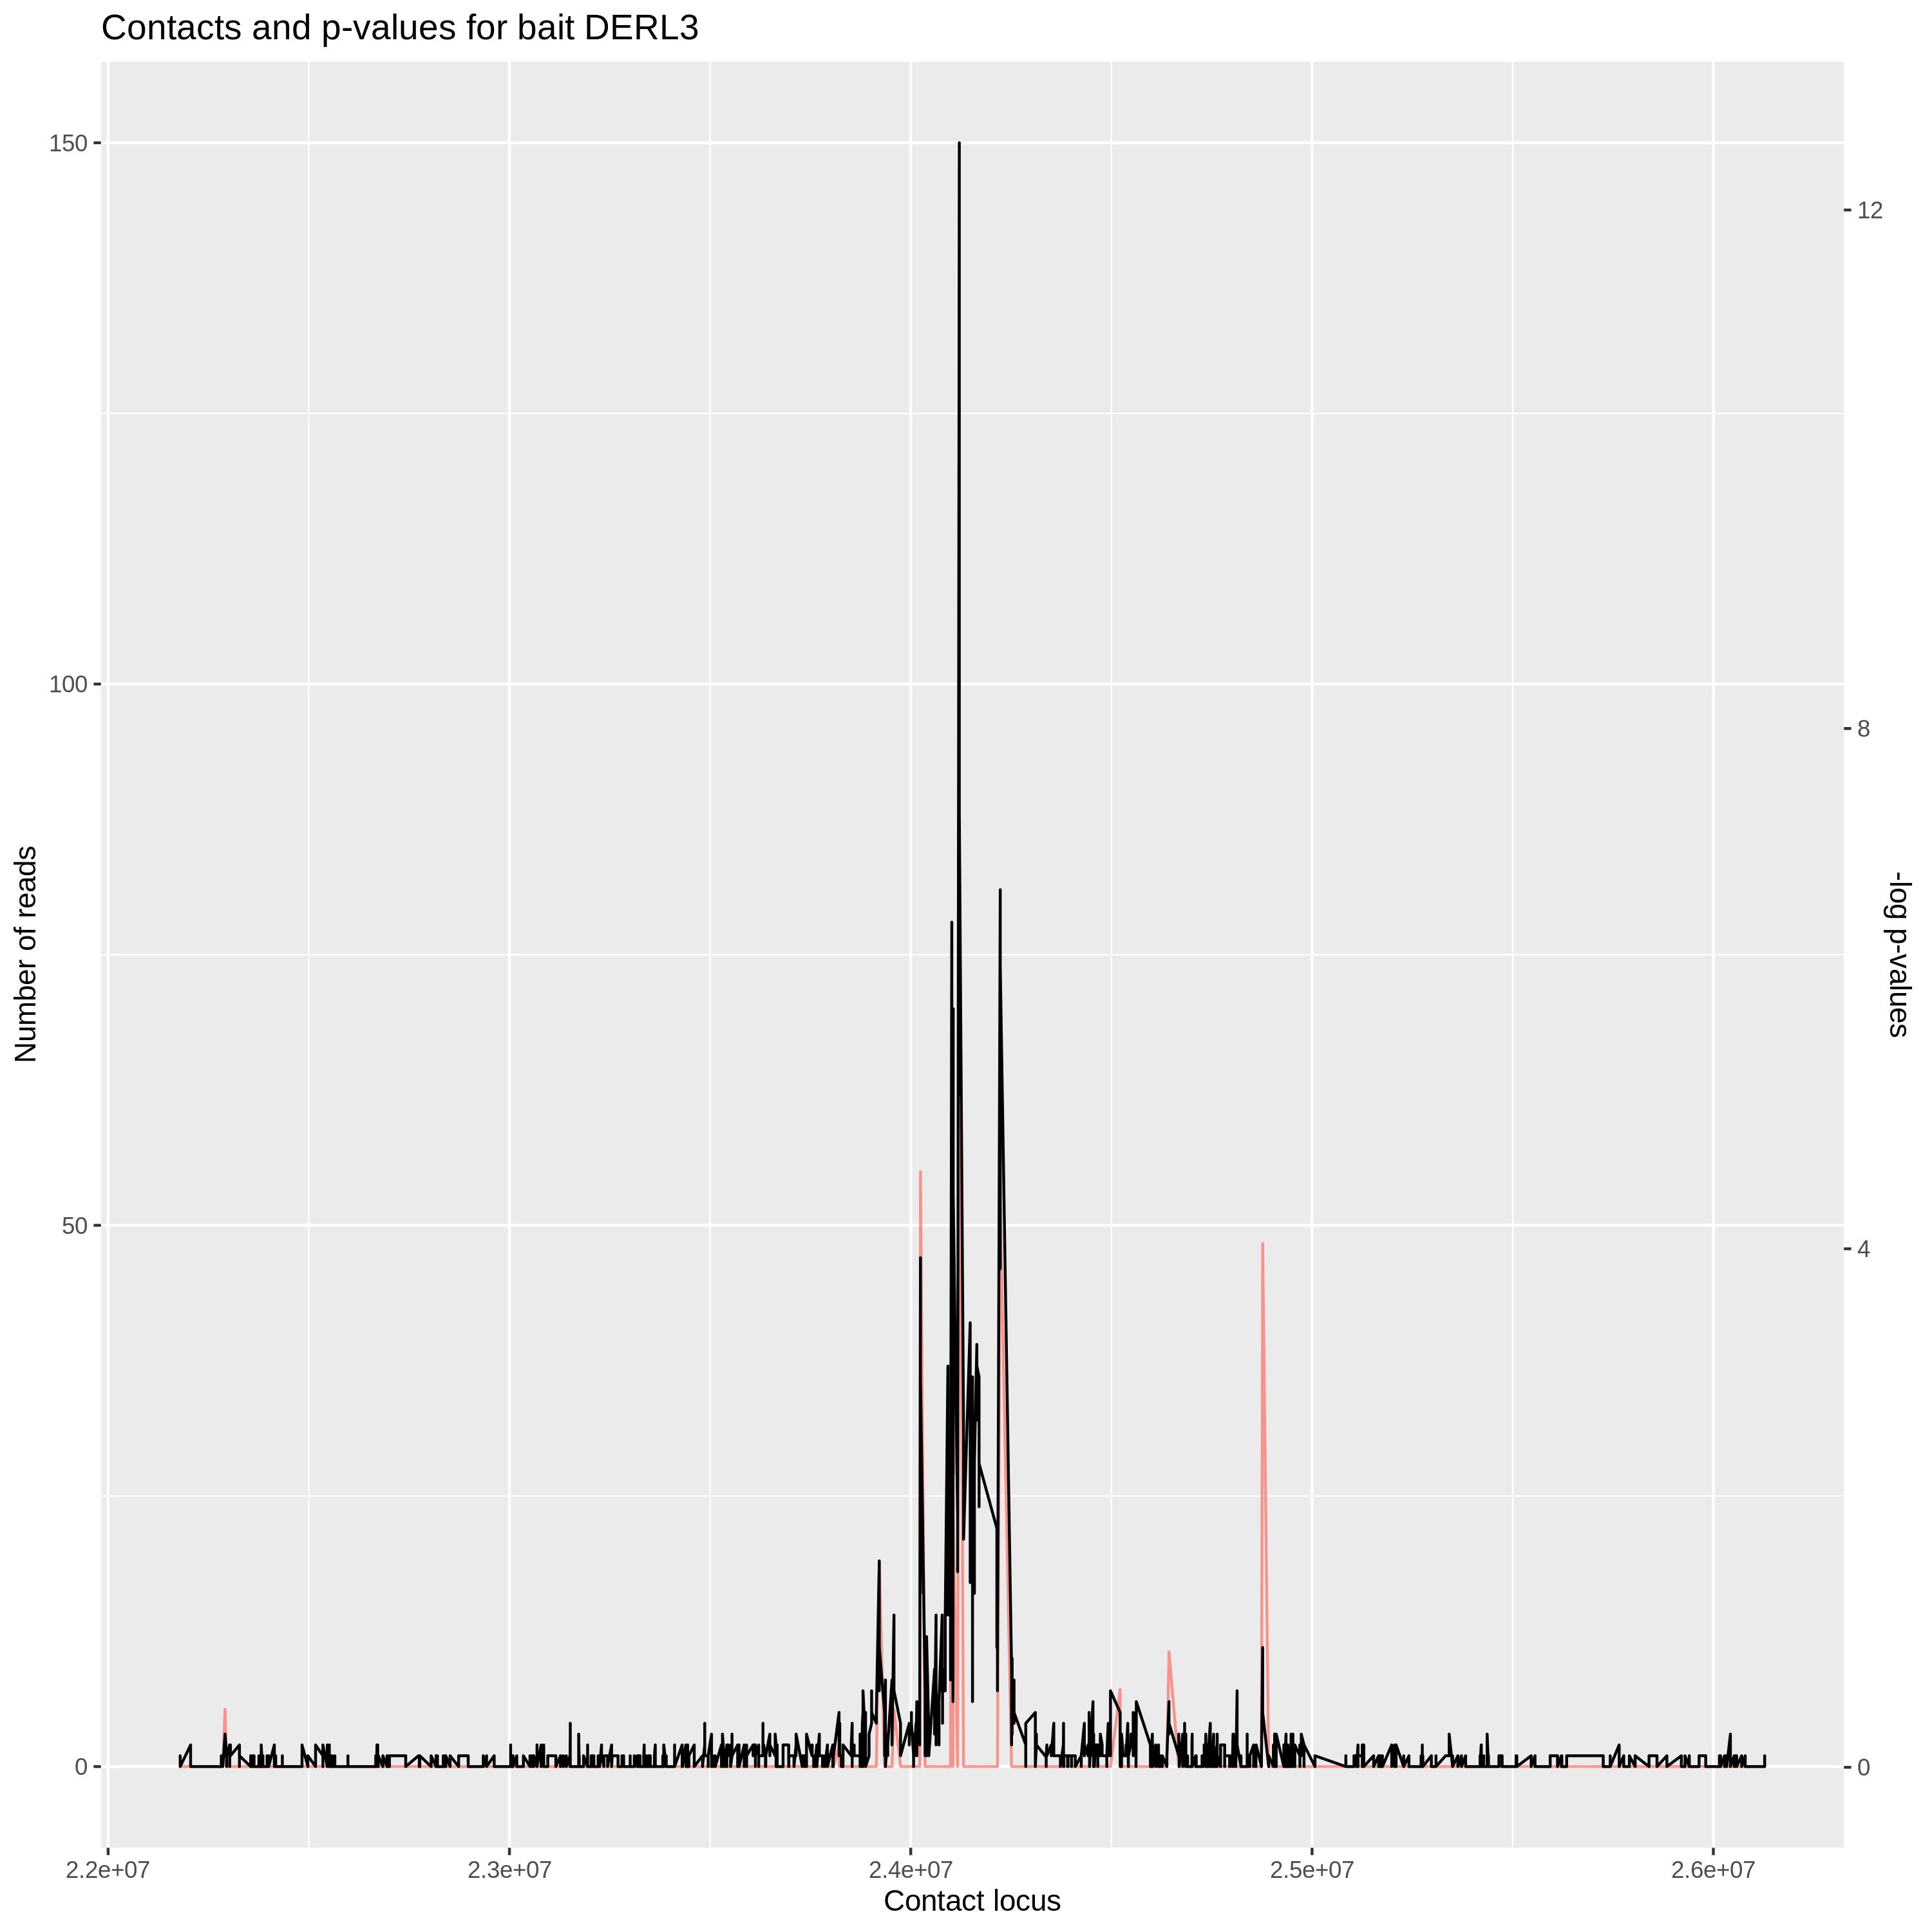 Contacts and p-values for bait DERL3
150
100
50
0
12
8
4
0
Number of reads
-log p-values
2.2e+07
2.3e+07
2.4e+07
2.5e+07
2.6e+07
Contact locus